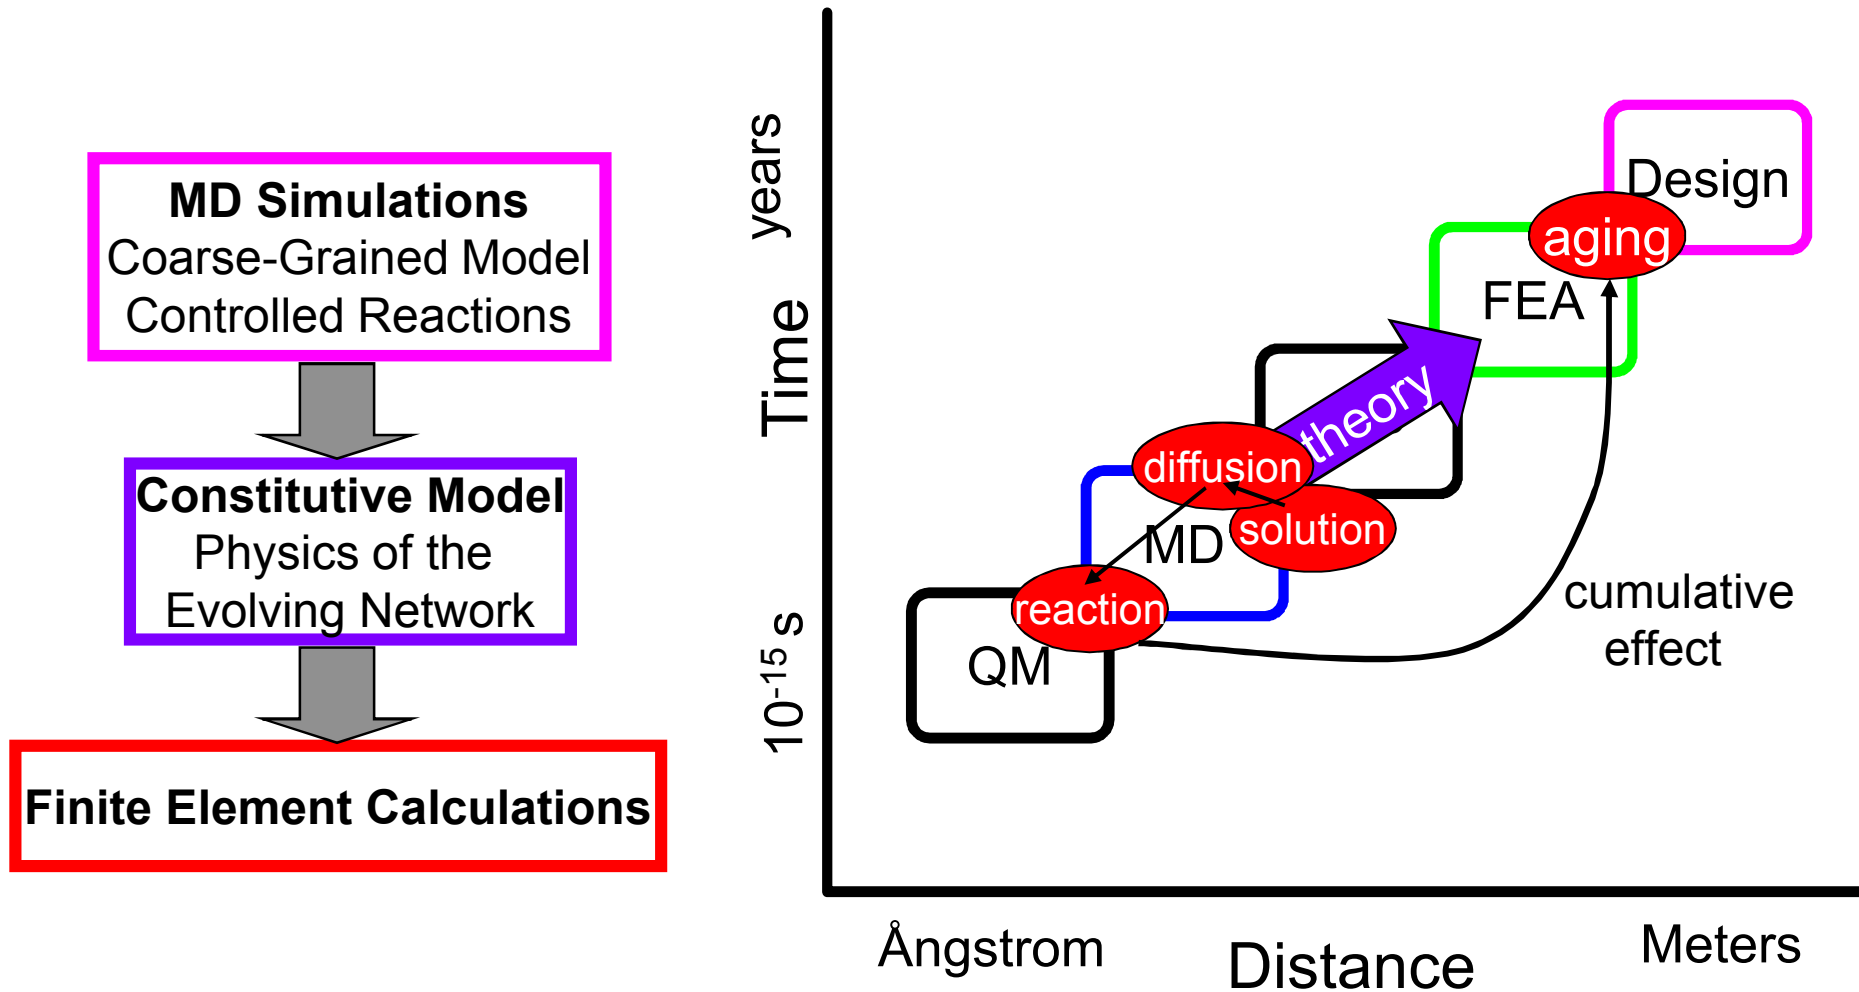 MD Simulations
Coarse-Grained Model
Controlled Reactions
Constitutive Model
Physics of the
Evolving Network
Finite Element Calculations
years
Time
10⁻¹⁵ s
Design
aging
FEA
theory
diffusion
solution
MD
reaction
QM
cumulative
effect
Ångstrom
Distance
Meters